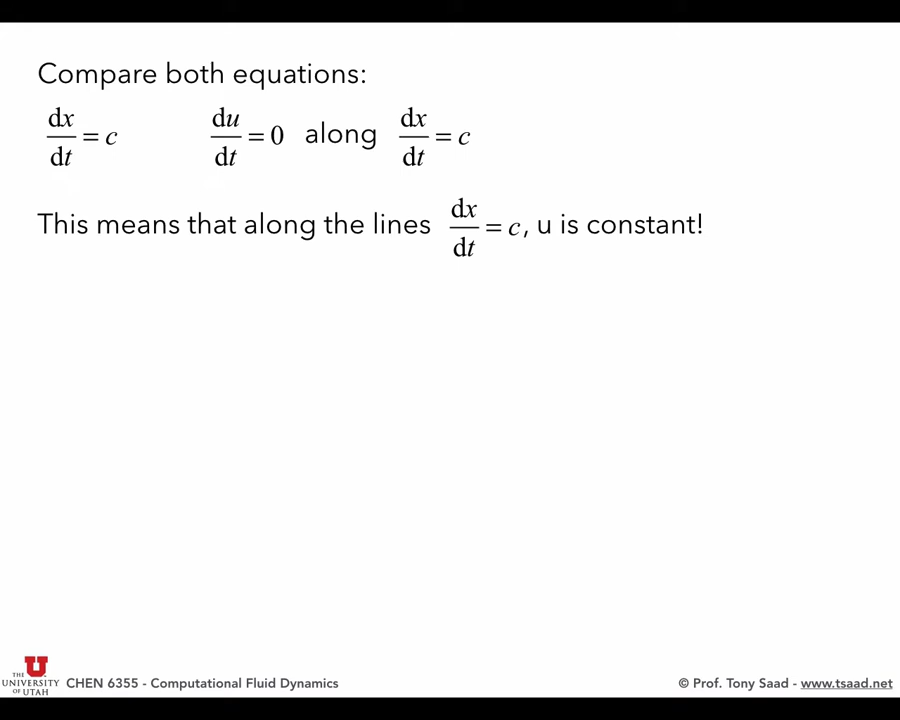 Compare both equations:
dx/dt = c du/dt = 0 along dx/dt = c
This means that along the lines dx/dt = c, u is constant!
THE
UNIVERSITY
OF UTAH
CHEN 6355 - Computational Fluid Dynamics
© Prof. Tony Saad - www.tsaad.net